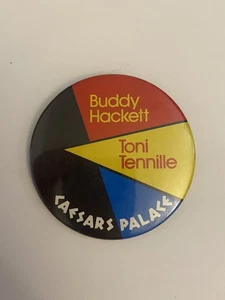 Buddy
Hackett
Toni
Tennille
CAESARS PALACE